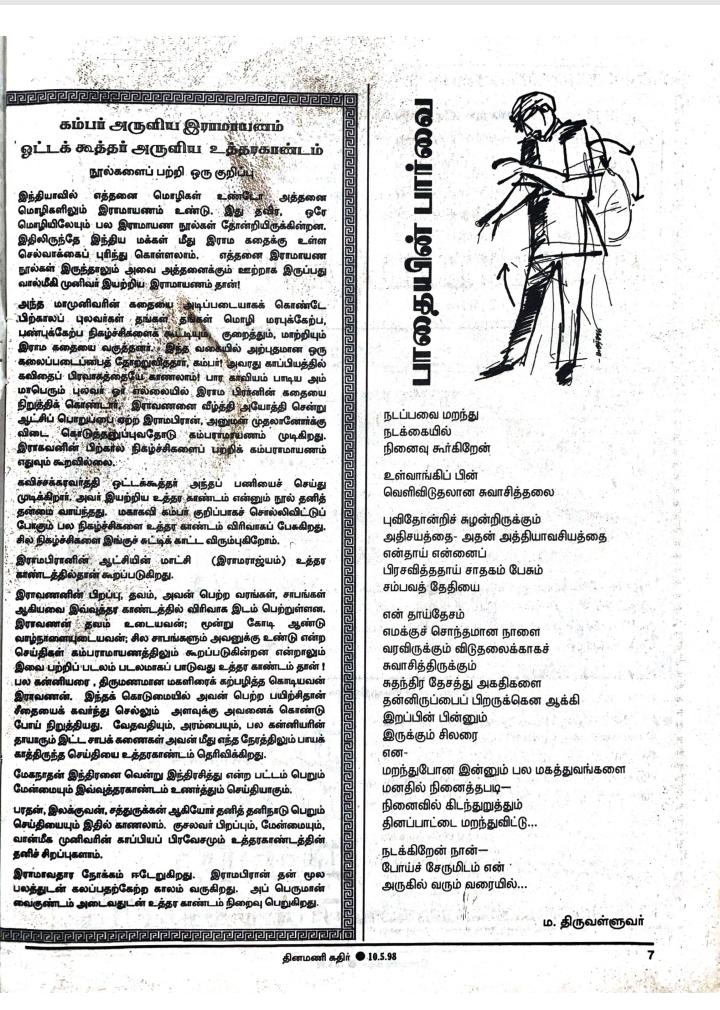 கம்பர் அருளிய இராமாயணம்
ஓட்டக் கூத்தர் அருளிய உத்தரகாண்டம்
நூல்களைப் பற்றி ஒரு குறிப்பு
இந்தியாவில் எத்தனை மொழிகள் உண்டோ அத்தனை
மொழிகளிலும் இராமாயணம் உண்டு. இது தவிர, ஒரே
மொழியிலேயும் பல இராமாயண நூல்கள் தோன்றியிருக்கின்றன.
இதிலிருந்தே இந்திய மக்கள் மீது இராம கதைக்கு உள்ள
செல்வாக்கைப் புரிந்து கொள்ளலாம். எத்தனை இராமாயண
நூல்கள் இருந்தாலும் அவை அத்தனைக்கும் ஊற்றாக இருப்பது
வால்மீகி முனிவர் இயற்றிய இராமாயணம் தான்!
அந்த மாமுனிவரின் கதையை அடிப்படையாகக் கொண்டே
பிற்காலப் புலவர்கள் தங்கள் தங்கள் மொழி மரபுக்கேற்ப,
பண்புக்கேற்ப நிகழ்ச்சிகளைக் கூட்டியும், குறைத்தும், மாற்றியும்
இராம கதையை வகுத்தனர். இந்த வகையில் அற்புதமான ஒரு
கலைப்படைப்பைத் தோற்றுவித்தார், கம்பர்! அவரது காப்பியத்தில்
கவிதைப் பிரவாகத்தையே காணலாம்! பார காவியம் பாடிய அம்
மாபெரும் புலவர் ஓர் எல்லையில் இராம பிரானின் கதையை
நிறுத்திக் கொண்டார். இராவணனை வீழ்த்தி அயோத்தி சென்று
ஆட்சிப் பொறுப்பை ஏற்ற இராமபிரான், அனுமன் முதலானோர்க்கு
விடை கொடுத்தனுப்புவதோடு கம்பராமாயணம் முடிகிறது.
இராகவனின் பிற்கால நிகழ்ச்சிகளைப் பற்றிக் கம்பராமாயணம்
எதுவும் கூறவில்லை.
கவிச்சக்கரவர்த்தி ஒட்டக்கூத்தர் அந்தப் பணியைச் செய்து
முடிக்கிறார். அவர் இயற்றிய உத்தர காண்டம் என்னும் நூல் தனித்
தன்மை வாய்ந்தது. மகாகவி கம்பர் குறிப்பாகச் சொல்லிவிட்டுப்
போகும் பல நிகழ்ச்சிகளை உத்தர காண்டம் விரிவாகப் பேசுகிறது.
சில நிகழ்ச்சிகளை இங்குச் சுட்டிக் காட்ட விரும்புகிறோம்.
இராமபிரானின் ஆட்சியின் மாட்சி (இராமராஜ்யம்) உத்தர
காண்டத்தில்தான் கூறப்படுகிறது.
இராவணனின் பிறப்பு, தவம், அவன் பெற்ற வரங்கள், சாபங்கள்
ஆகியவை இவ்வுத்தர காண்டத்தில் விரிவாக இடம் பெற்றுள்ளன.
இராவணன் தவம் உடையவன்; மூன்று கோடி ஆண்டு
வாழ்நாளையுடையவன்; சில சாபங்களும் அவனுக்கு உண்டு என்ற
செய்திகள் கம்பராமாயணத்திலும் கூறப்படுகின்றன என்றாலும்
இவை பற்றிப் படலம் படலமாகப் பாடுவது உத்தர காண்டம் தான் !
பல கன்னியரை , திருமணமான மகளிரைக் கற்பழித்த கொடியவன்
இராவணன். இந்தக் கொடுமையில் அவன் பெற்ற பயிற்சிதான்
சீதையைக் கவர்ந்து செல்லும் அளவுக்கு அவனைக் கொண்டு
போய் நிறுத்தியது. வேதவதியும், அரம்பையும், பல கன்னியரின்
தாயாரும் இட்ட சாபக் கணைகள் அவன் மீது எந்த நேரத்திலும் பாயக்
காத்திருந்த செய்தியை உத்தரகாண்டம் தெரிவிக்கிறது.
மேகநாதன் இந்திரனை வென்று இந்திரசித்து என்ற பட்டம் பெறும்
மேன்மையும் இவ்வுத்தரகாண்டம் உணர்த்தும் செய்தியாகும்.
பரதன், இலக்குவன், சத்துருக்கன் ஆகியோர் தனித் தனிநாடு பெறும்
செய்தியையும் இதில் காணலாம். குசலவர் பிறப்பும், மேன்மையும்,
வான்மீக முனிவரின் காப்பியப் பிரவேசமும் உத்தரகாண்டத்தின்
தனிச் சிறப்புகளாம்.
இராமாவதார நோக்கம் ஈடேறுகிறது. இராமபிரான் தன் மூல
பலத்துடன் கலப்பதற்கேற்ற காலம் வருகிறது. அப் பெருமான்
வைகுண்டம் அடைவதுடன் உத்தர காண்டம் நிறைவு பெறுகிறது.
பாதையின் பார்வை
நடப்பவை மறந்து
நடக்கையில்
நினைவு கூர்கிறேன்
உள்வாங்கிப் பின்
வெளிவிடுதலான சுவாசித்தலை
புவிதோன்றிச் சுழன்றிருக்கும்
அதிசயத்தை- அதன் அத்தியாவசியத்தை
என்தாய் என்னைப்
பிரசவித்ததாய் சாதகம் பேசும்
சம்பவத் தேதியை
என் தாய்தேசம்
எமக்குச் சொந்தமான நாளை
வரவிருக்கும் விடுதலைக்காகச்
சுவாசித்திருக்கும்
சுதந்திர தேசத்து அகதிகளை
தன்னிருப்பைப் பிறருக்கென ஆக்கி
இறப்பின் பின்னும்
இருக்கும் சிலரை
என-
மறந்துபோன இன்னும் பல மகத்துவங்களை
மனதில் நினைத்தபடி—
நினைவில் கிடந்துறுத்தும்
தினப்பாட்டை மறந்துவிட்டு...
நடக்கிறேன் நான்—
போய்ச் சேருமிடம் என்
அருகில் வரும் வரையில்...
ம. திருவள்ளுவர்
தினமணி கதிர் ● 10.5.98
7